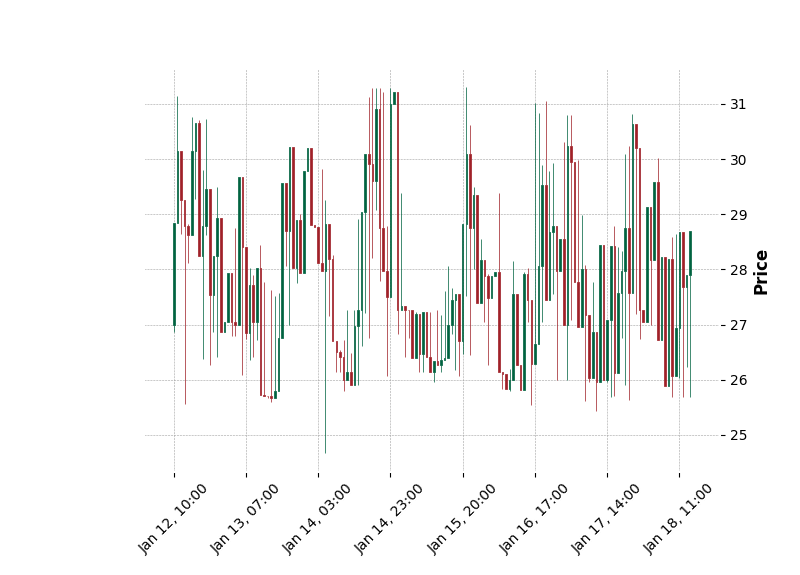 31
30
29
28
27
26
25
Price
Jan 12, 10:00
Jan 13, 07:00
Jan 14, 03:00
Jan 14, 23:00
Jan 15, 20:00
Jan 16, 17:00
Jan 17, 14:00
Jan 18, 11:00